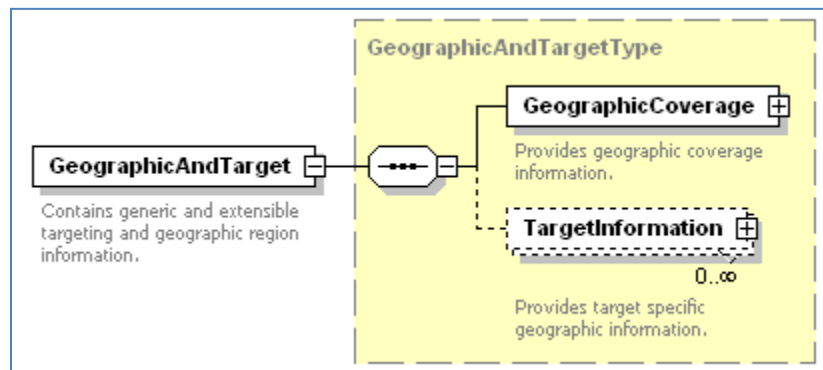 GeographicAndTargetType
GeographicCoverage
Provides geographic coverage
information.
GeographicAndTarget
Contains generic and extensible
targeting and geographic region
information.
TargetInformation
0..∞
Provides target specific
geographic information.